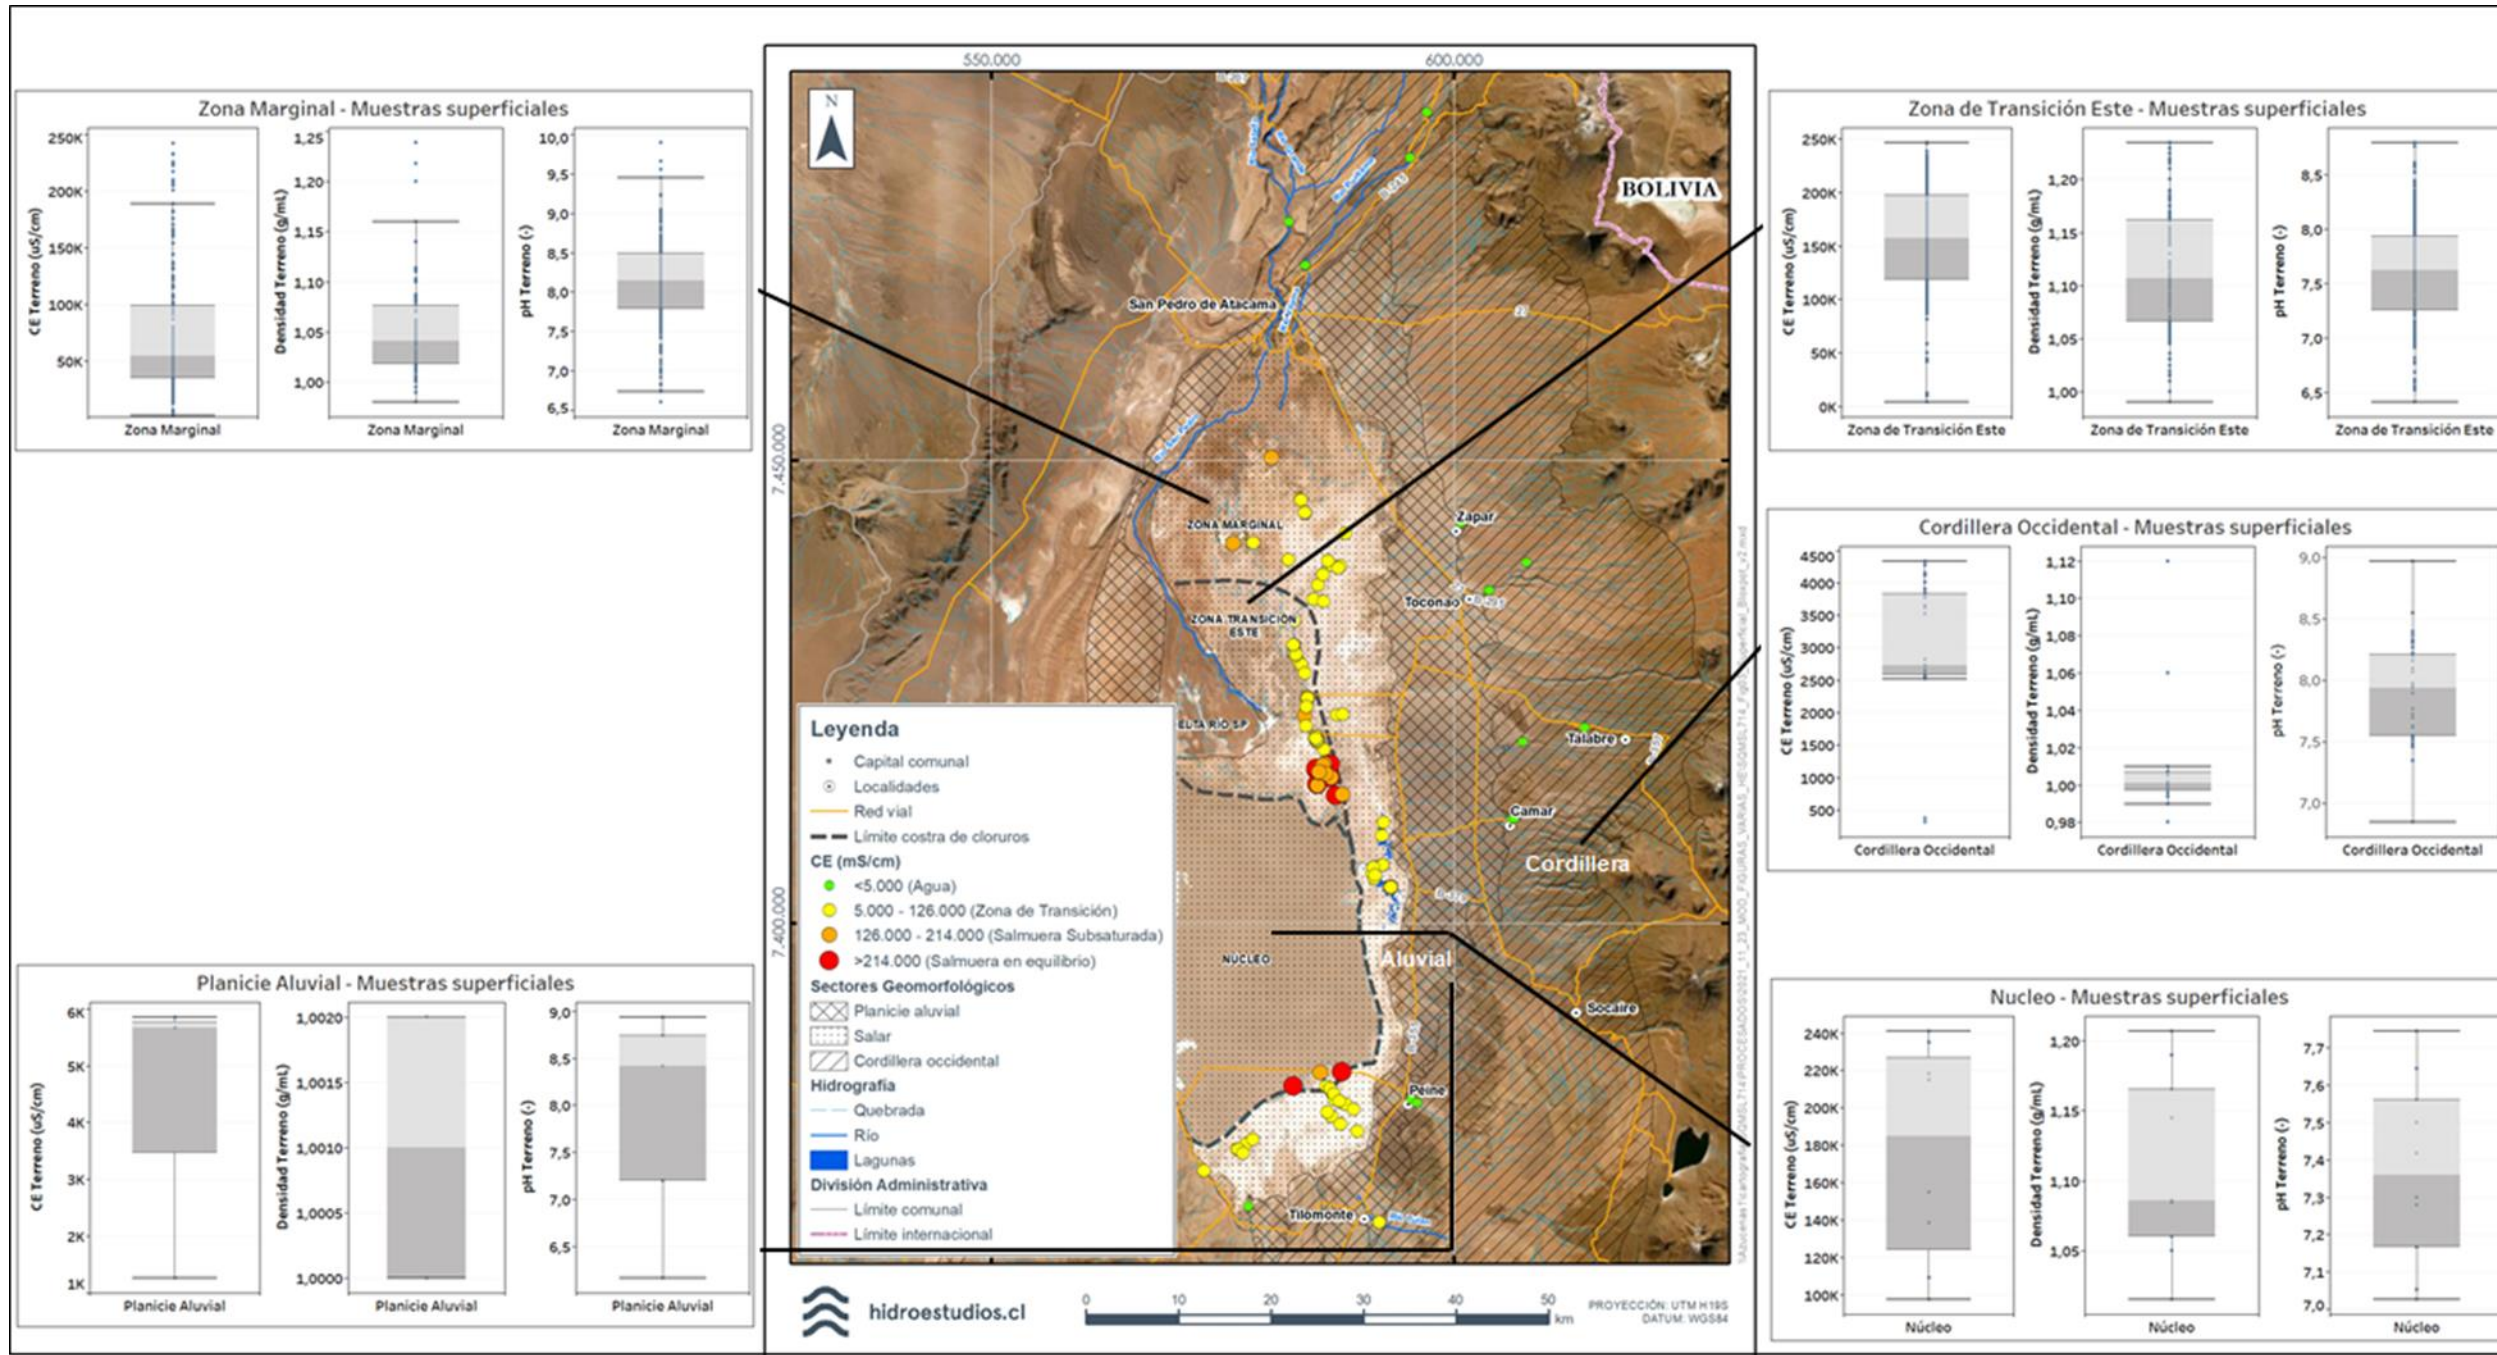 Zona Marginal - Muestras superficiales
CE Terreno (uS/cm)
250K
200K
150K
100K
50K
Zona Marginal
Densidad Terreno (g/mL)
1,25
1,20
1,15
1,10
1,05
1,00
Zona Marginal
pH Terreno (-)
10,0
9,5
9,0
8,5
8,0
7,5
7,0
6,5
Zona Marginal
Planicie Aluvial - Muestras superficiales
CE Terreno (uS/cm)
6K
5K
4K
3K
2K
1K
Planicie Aluvial
Densidad Terreno (g/mL)
1,0020
1,0015
1,0010
1,0005
1,0000
Planicie Aluvial
pH Terreno (-)
9,0
8,5
8,0
7,5
7,0
6,5
Planicie Aluvial
550.000
600.000
7.450.000
7.400.000
N
BOLIVIA
San Pedro de Atacama
27
Río San Pedro
ZONA MARGINAL
Zapar
Toconao
ZONA TRANSICIÓN
ESTE
ELTA RIO SP
Talabre
Camar
Cordillera
NÚCLEO
Aluvial
Socaire
Peine
Tilomonte
Leyenda
Capital comunal
Localidades
Red vial
Límite costra de cloruros
CE (mS/cm)
<5.000 (Agua)
5.000 - 126.000 (Zona de Transición)
126.000 - 214.000 (Salmuera Subsaturada)
>214.000 (Salmuera en equilibrio)
Sectores Geomorfológicos
Planicie aluvial
Salar
Cordillera occidental
Hidrografía
Quebrada
Río
Lagunas
División Administrativa
Límite comunal
Límite internacional
hidroestudios.cl
0 10 20 30 40 50
km
PROYECCIÓN: UTM H19S
DATUM: WGS84
Zona de Transición Este - Muestras superficiales
CE Terreno (uS/cm)
250K
200K
150K
100K
50K
0K
Zona de Transición Este
Densidad Terreno (g/mL)
1,20
1,15
1,10
1,05
1,00
Zona de Transición Este
pH Terreno (-)
8,5
8,0
7,5
7,0
6,5
Zona de Transición Este
Cordillera Occidental - Muestras superficiales
CE Terreno (uS/cm)
4500
4000
3500
3000
2500
2000
1500
1000
500
Cordillera Occidental
Densidad Terreno (g/mL)
1,12
1,10
1,08
1,06
1,04
1,02
1,00
0,98
Cordillera Occidental
pH Terreno (-)
9,0
8,5
8,0
7,5
7,0
Cordillera Occidental
Nucleo - Muestras superficiales
CE Terreno (uS/cm)
240K
220K
200K
180K
160K
140K
120K
100K
Núcleo
Densidad Terreno (g/mL)
1,20
1,15
1,10
1,05
Núcleo
pH Terreno (-)
7,7
7,6
7,5
7,4
7,3
7,2
7,1
7,0
Núcleo